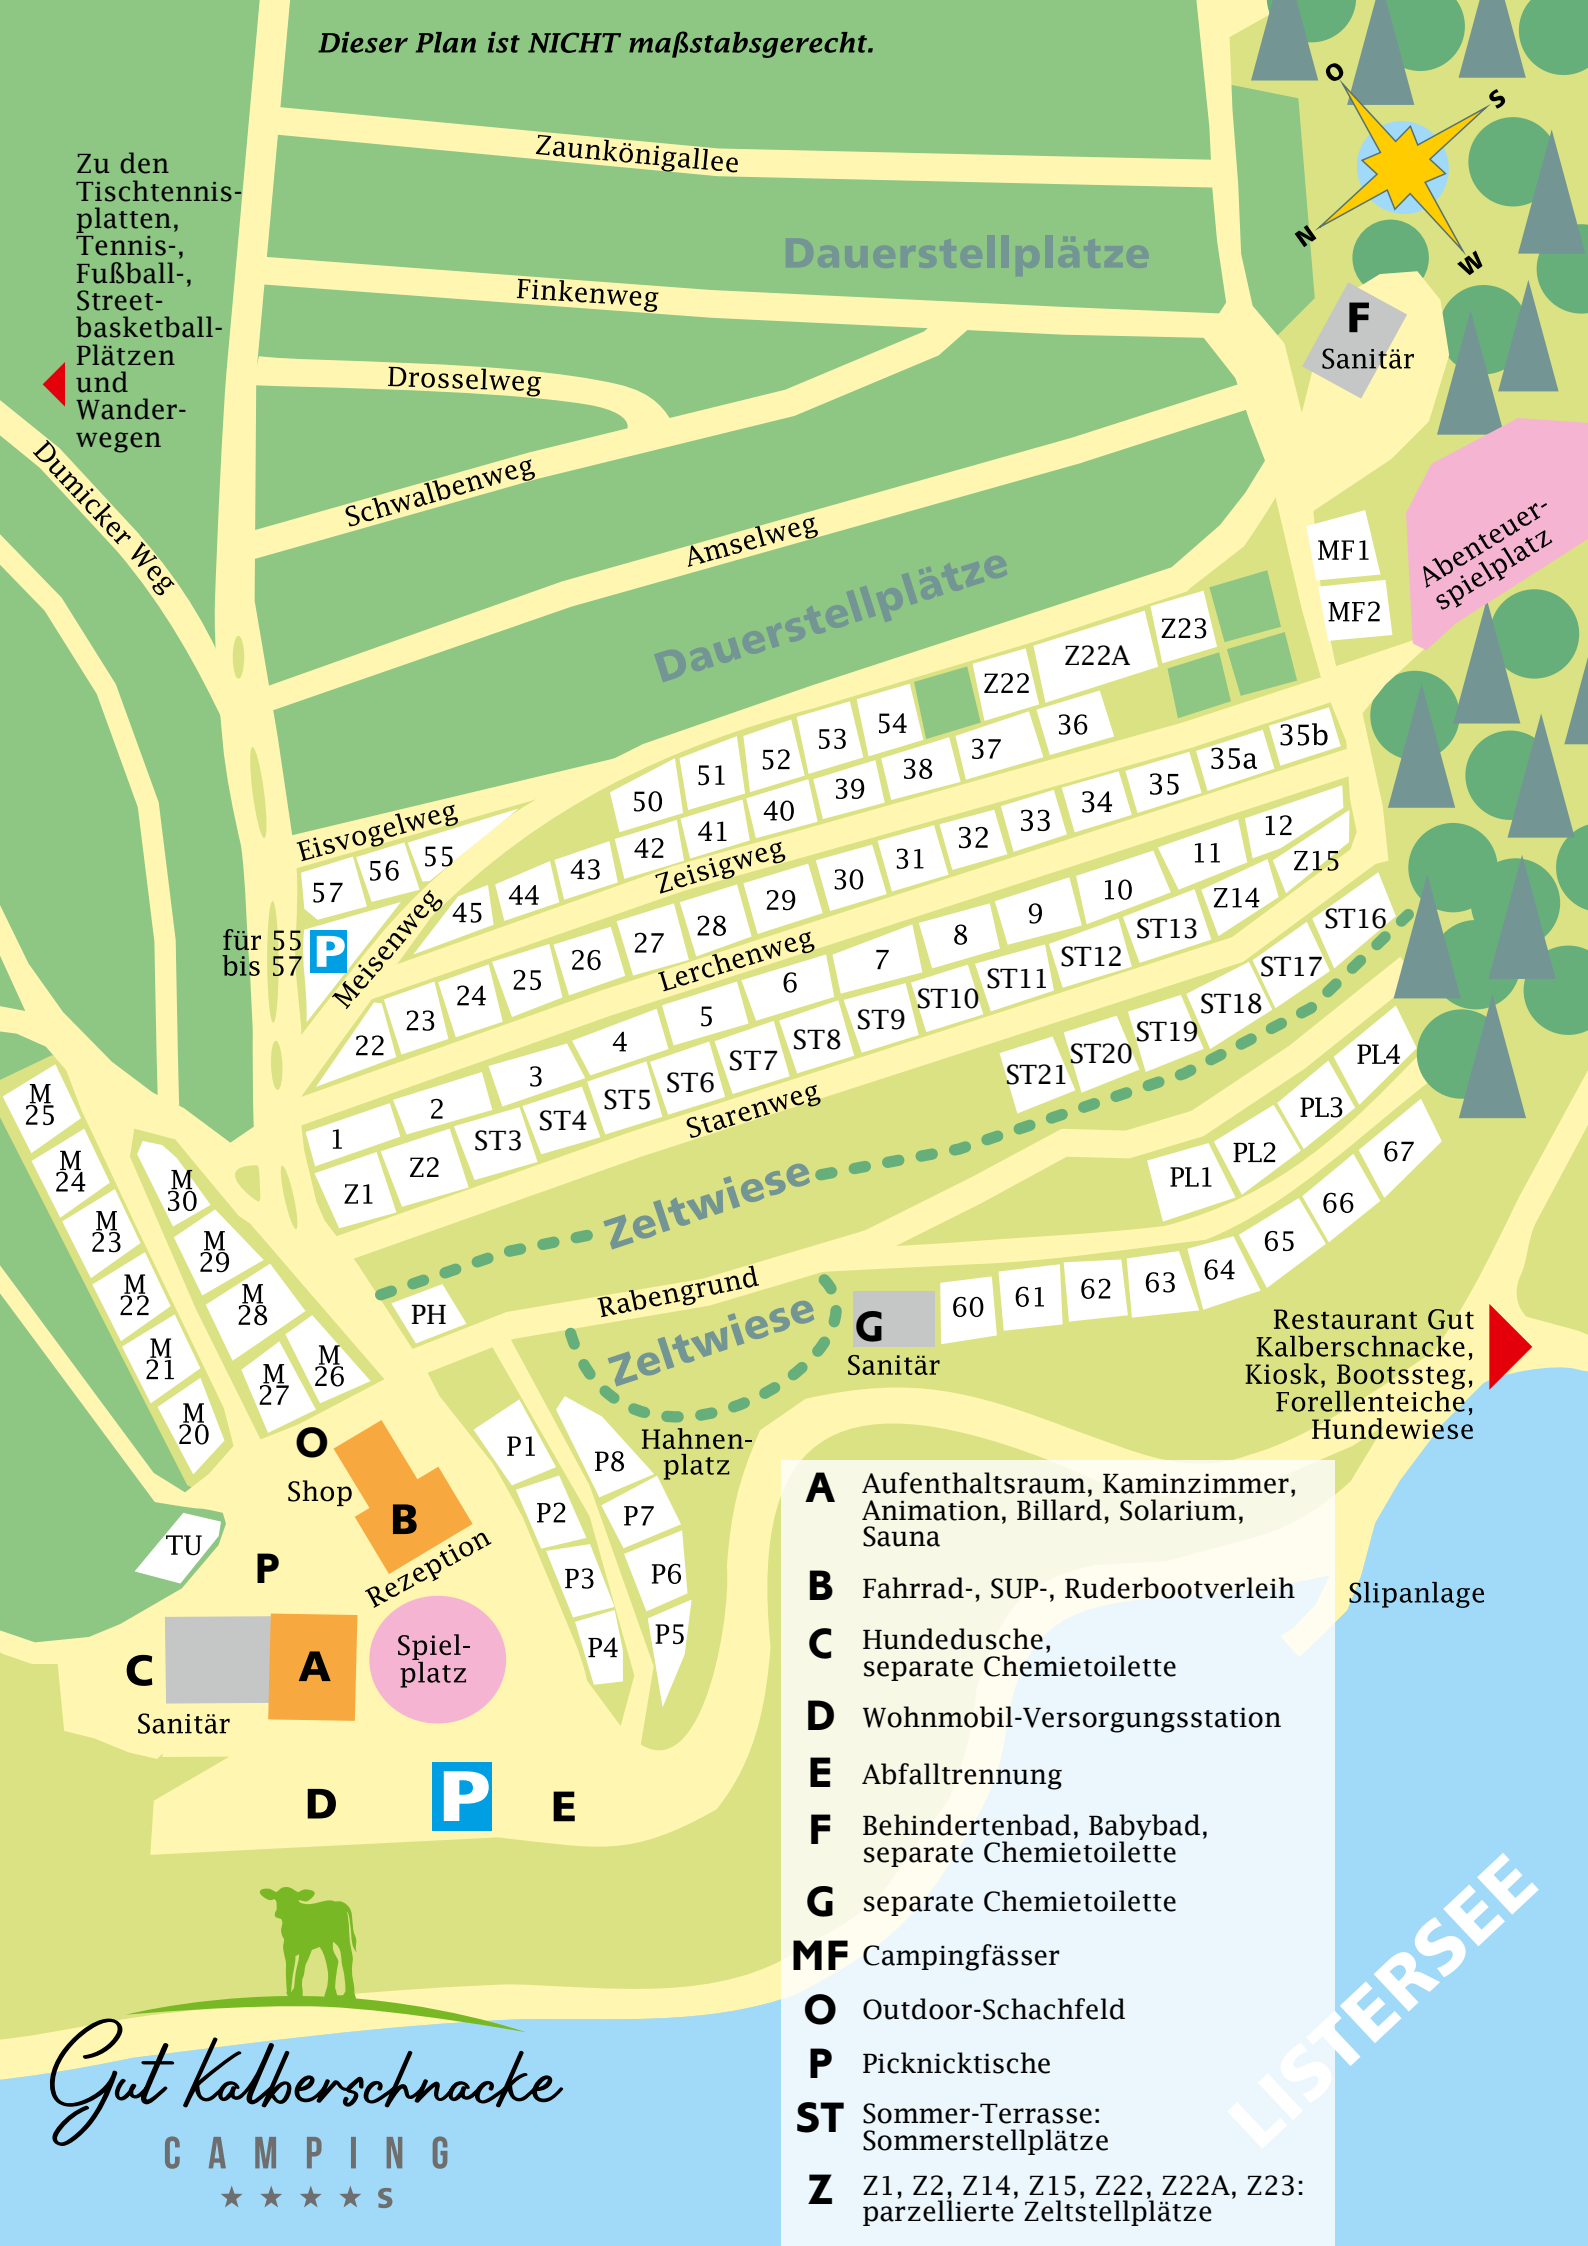 Dieser Plan ist NICHT maßstabsgerecht.
O
S
N
W
Zu den
Tischtennis-
platten,
Tennis-,
Fußball-,
Street-
basketball-
Plätzen
und
Wander-
wegen
Zaunkönigallee
Dauerstellplätze
Finkenweg
F
Sanitär
Drosselweg
Dumicker Weg
Schwalbenweg
Amselweg
Abenteuer-
spielplatz
MF1
MF2
Dauerstellplätze
Z23
Z22A
Z22
54
53
52
51
50
36
37
38
39
40
41
42
43
44
45
Eisvogelweg
55
56
57
für 55
bis 57
P
Meisenweg
Zeisigweg
35b
35a
35
34
33
32
31
30
29
28
27
26
25
24
23
22
Lerchenweg
12
11
10
9
8
7
6
5
4
3
2
1
Z15
Z14
ST13
ST12
ST11
ST10
ST9
ST8
ST7
ST6
ST5
ST4
ST3
Z2
Z1
Starenweg
ST16
ST17
ST18
ST19
ST20
ST21
PL4
PL3
PL2
PL1
67
66
65
64
63
62
61
60
Zeltwiese
PH
Rabengrund
Zeltwiese
G
Sanitär
M
25
M
24
M
23
M
22
M
21
M
20
M
30
M
29
M
28
M
27
M
26
Restaurant Gut
Kalberschnacke,
Kiosk, Bootssteg,
Forellenteiche,
Hundewiese
O
Shop
B
Rezeption
TU
P
P1
P2
P3
P4
P8
P7
P6
P5
Hahnen-
platz
C
A
Sanitär
Spiel-
platz
D
P
E
Slipanlage
A Aufenthaltsraum, Kaminzimmer,
Animation, Billard, Solarium,
Sauna
B Fahrrad-, SUP-, Ruderbootverleih
C Hundedusche,
separate Chemietoilette
D Wohnmobil-Versorgungsstation
E Abfalltrennung
F Behindertenbad, Babybad,
separate Chemietoilette
G separate Chemietoilette
MF Campingfässer
O Outdoor-Schachfeld
P Picknicktische
ST Sommer-Terrasse:
Sommerstellplätze
Z Z1, Z2, Z14, Z15, Z22, Z22A, Z23:
parzellierte Zeltstellplätze
LISTERSEE
Gut Kalberschnacke
CAMPING
★ ★ ★ ★ S